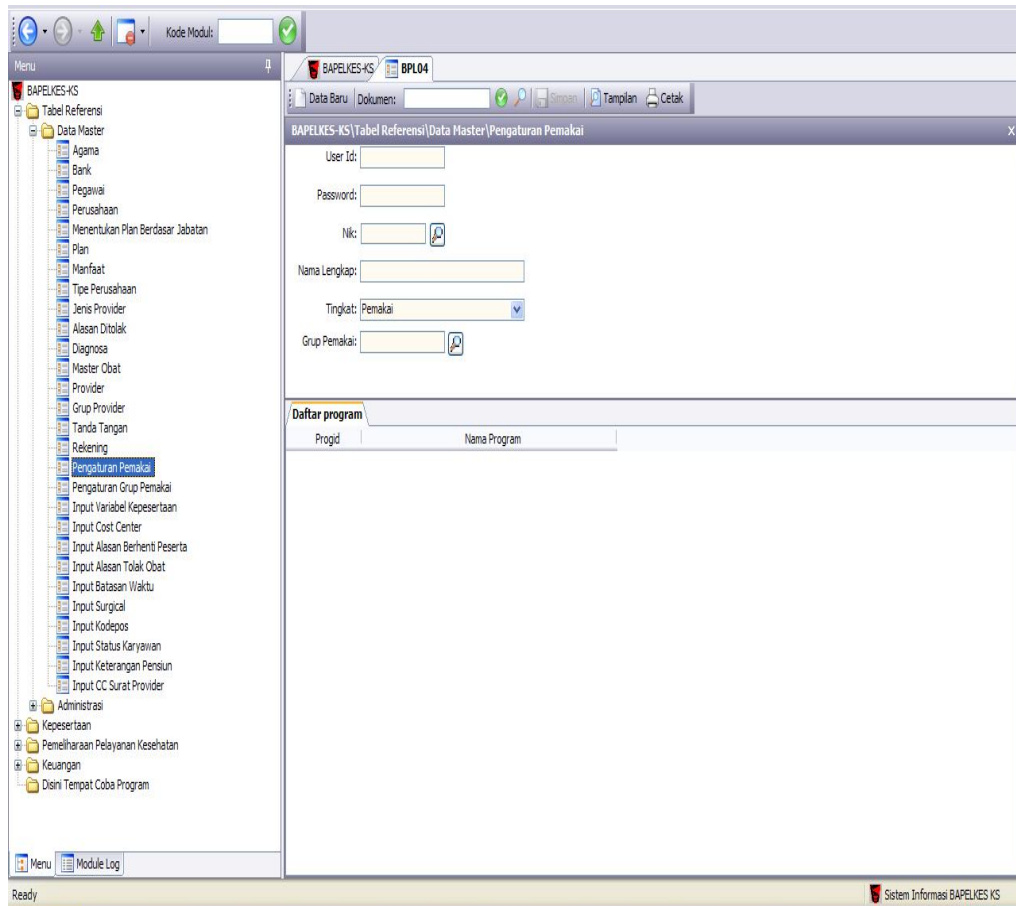 Kode Modul:
Menu
BAPELKES-KS
Tabel Referensi
Data Master
Agama
Bank
Pegawai
Perusahaan
Menentukan Plan Berdasar Jabatan
Plan
Manfaat
Tipe Perusahaan
Jenis Provider
Alasan Ditolak
Diagnosa
Master Obat
Provider
Grup Provider
Tanda Tangan
Rekening
Pengaturan Pemakai
Pengaturan Grup Pemakai
Input Variabel Kepesertaan
Input Cost Center
Input Alasan Berhenti Peserta
Input Alasan Tolak Obat
Input Batasan Waktu
Input Surgical
Input Kodepos
Input Status Karyawan
Input Keterangan Pensiun
Input CC Surat Provider
Administrasi
Kepesertaan
Pemeliharaan Pelayanan Kesehatan
Keuangan
Disini Tempat Coba Program
Menu Module Log
BAPELKES-KS BPL04
Data Baru Dokumen: Simpan Tampilan Cetak
BAPELKES-KS\Tabel Referensi\Data Master\Pengaturan Pemakai X
User Id:
Password:
Nik:
Nama Lengkap:
Tingkat: Pemakai
Grup Pemakai:
Daftar program
Progid Nama Program
Ready Sistem Informasi BAPELKES KS